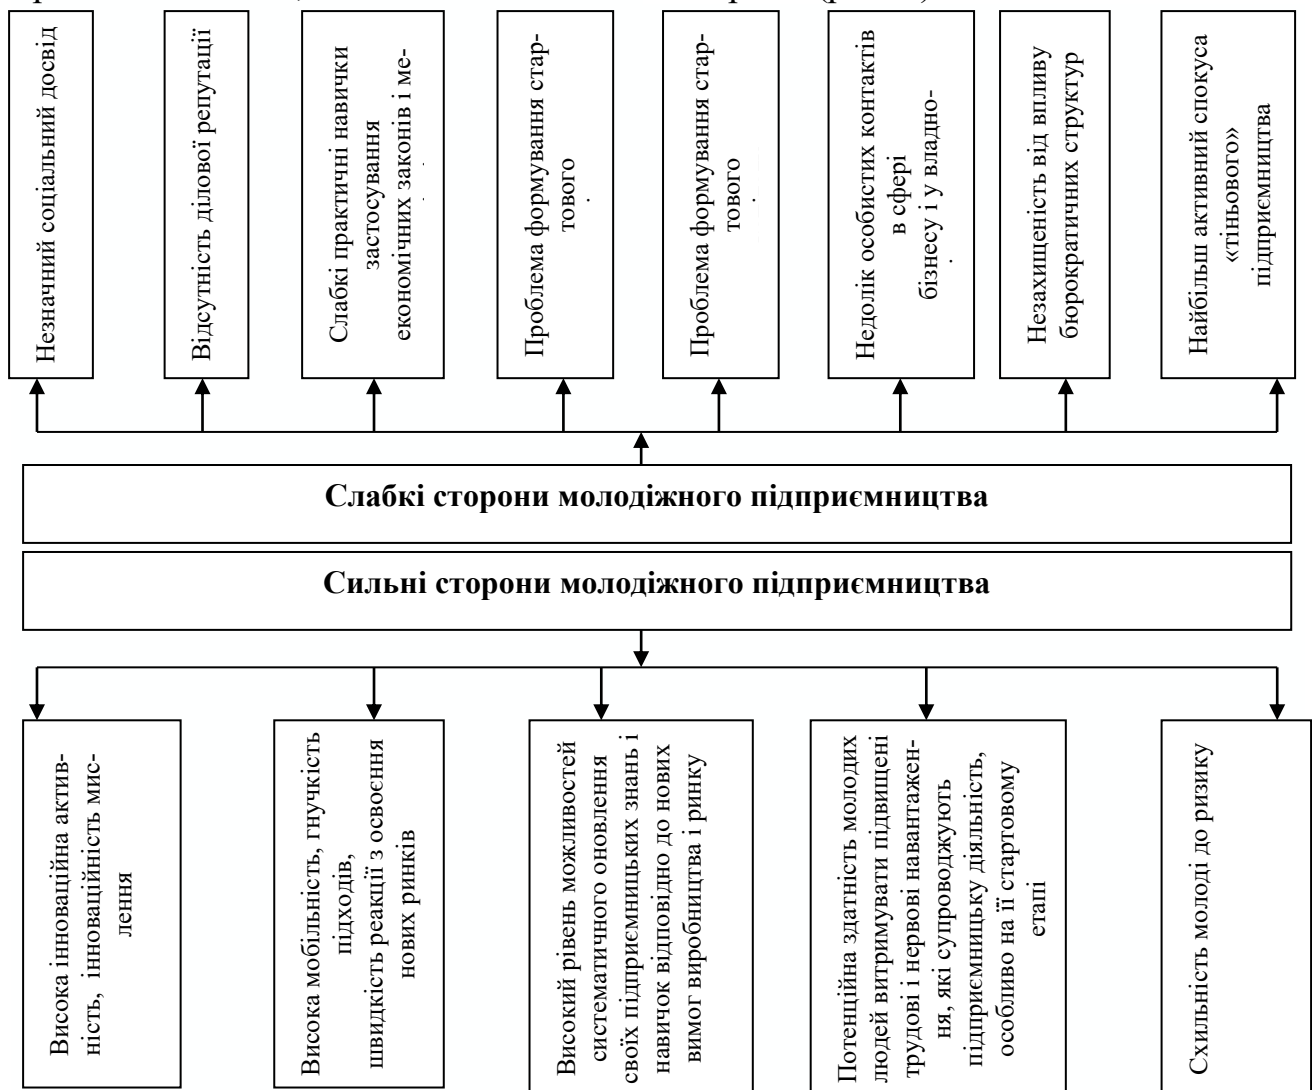 Незначний соціальний досвід
Відсутність ділової репутації
Слабкі практичні навички
застосування
економічних законів і ме-
Проблема формування стар-
тового
Проблема формування стар-
тового
Недолік особистих контактів
в сфері
бізнесу і у владно-
Незахищеність від впливу
бюрократичних структур
Найбільш активний спокуса
«тіньового»
підприємництва
Слабкі сторони молодіжного підприємництва
Сильні сторони молодіжного підприємництва
Висока інноваційна актив-
ність, інноваційність мис-
лення
Висока мобільність, гнучкість
підходів,
швидкість реакції з освоєння
нових ринків
Високий рівень можливостей
систематичного оновлення
своїх підприємницьких знань і
навичок відповідно до нових
вимог виробництва і ринку
Потенційна здатність молодих
людей витримувати підвищені
трудові і нервові навантажен-
ня, які супроводжують
підприємницьку діяльність,
особливо на її стартовому
етапі
Схильність молоді до ризику